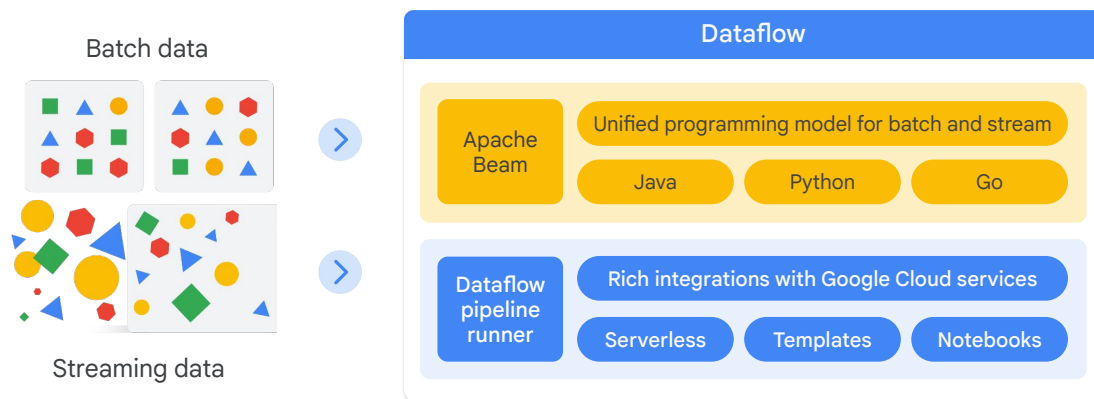 Batch data
Streaming data
Dataflow
Apache
Beam
Unified programming model for batch and stream
Java
Python
Go
Dataflow
pipeline
runner
Rich integrations with Google Cloud services
Serverless
Templates
Notebooks